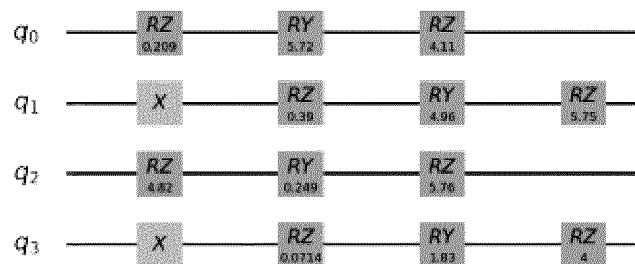 q0 RZ RY RZ
0.209 5.72 4.11
q1 X RZ RY RZ
0.39 4.96 5.75
q2 RZ RY RZ
4.82 0.249 5.76
q3 X RZ RY RZ
0.0714 1.83 4